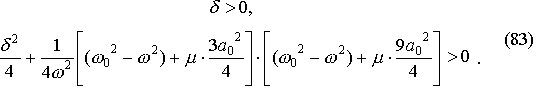 δ > 0,
δ²/4 + 1/4ω² [(ω₀² − ω²) + μ · 3a₀²/4] · [(ω₀² − ω²) + μ · 9a₀²/4] > 0 . (83)